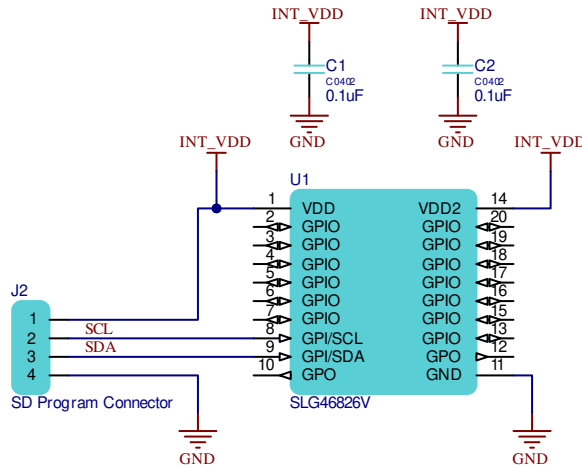 INT_VDD
INT_VDD
C1
C0402
0.1uF
C2
C0402
0.1uF
GND
GND
INT_VDD
INT_VDD
U1
1 VDD VDD2 14
2 GPIO GPIO 20
3 GPIO GPIO 19
4 GPIO GPIO 18
5 GPIO GPIO 17
6 GPIO GPIO 16
7 GPIO GPIO 15
8 GPI/SCL GPIO 13
9 GPI/SDA GPO 12
10 GPO GND 11
SLG46826V
J2
1
2 SCL
3 SDA
4
SD Program Connector
GND
GND